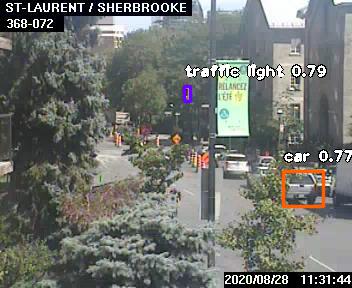 ST-LAURENT / SHERBROOKE
368-072
traffic light 0.79
RELANCEZ
L'ÉTÉ
car 0.77
2020/08/28 11:31:44